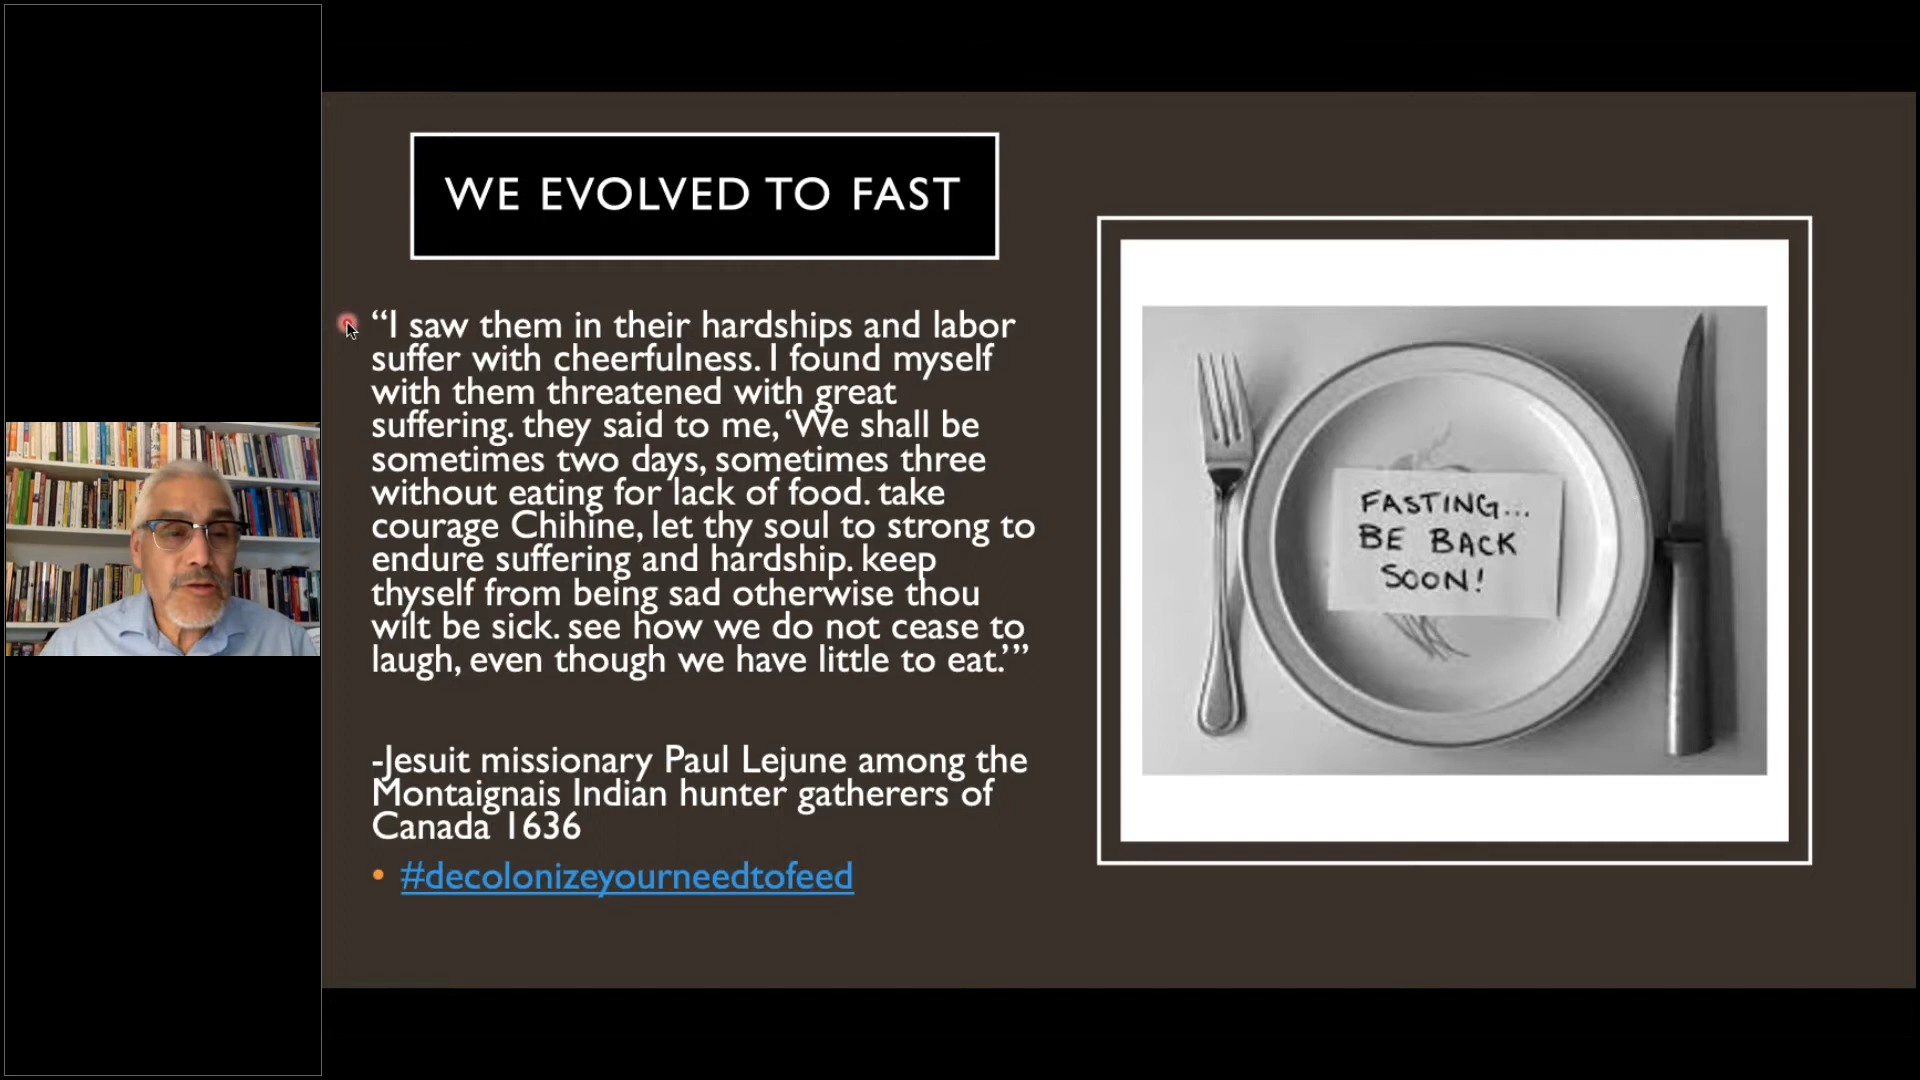 WE EVOLVED TO FAST
“I saw them in their hardships and labor
suffer with cheerfulness. I found myself
with them threatened with great
suffering. they said to me, ‘We shall be
sometimes two days, sometimes three
without eating for lack of food. take
courage Chihine, let thy soul to strong to
endure suffering and hardship. keep
thyself from being sad otherwise thou
wilt be sick. see how we do not cease to
laugh, even though we have little to eat.’”
-Jesuit missionary Paul Lejune among the
Montaignais Indian hunter gatherers of
Canada 1636
• #decolonizeyourneedtofeed
FASTING...
BE BACK
SOON!